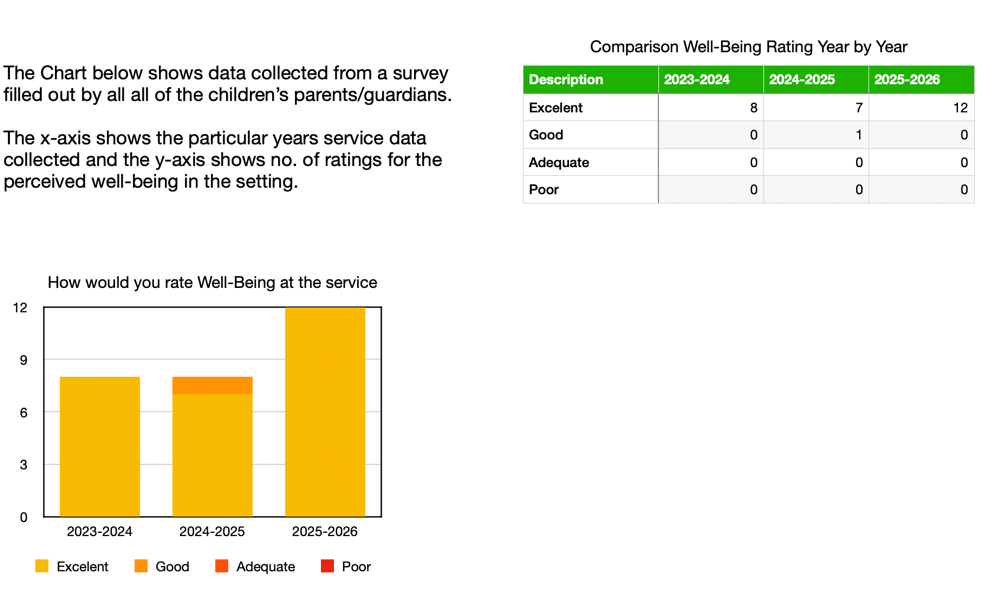 Comparison Well-Being Rating Year by Year
The Chart below shows data collected from a survey
filled out by all all of the children's parents/guardians.
The x-axis shows the particular years service data
collected and the y-axis shows no. of ratings for the
perceived well-being in the setting.
Description 2023-2024 2024-2025 2025-2026
Excelent 8 7 12
Good 0 1 0
Adequate 0 0 0
Poor 0 0 0
How would you rate Well-Being at the service
12
9
6
3
0
2023-2024 2024-2025 2025-2026
Excelent Good Adequate Poor